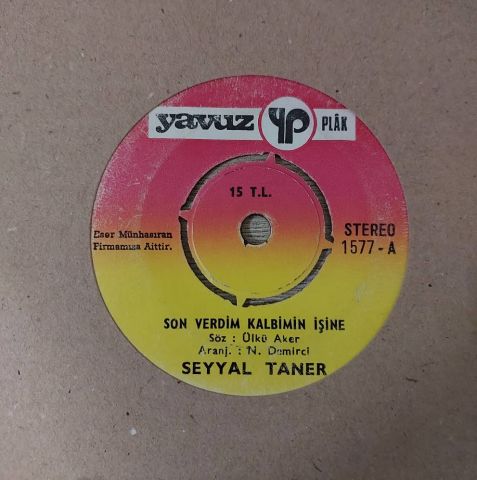 yavuz yp PLÂK
15 T.L.
Eser Münhasıran
Firmamıza Aittir.
STEREO
1577-A
SON VERDİM KALBİMİN İŞİNE
Söz : Ülkü Aker
Aranj. : N. Demirci
SEYYAL TANER